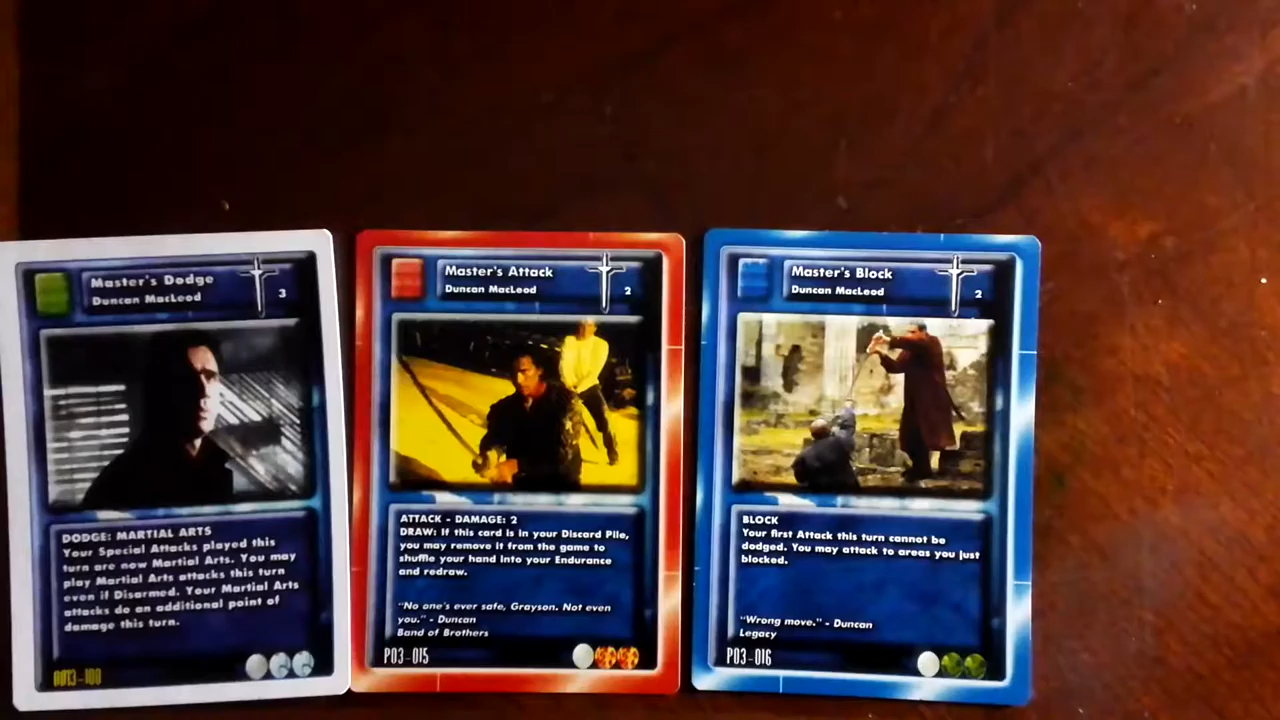 Master's Dodge
Duncan MacLeod
3
DODGE: MARTIAL ARTS
Your Special Attacks played this
turn are now Martial Arts. You may
play Martial Arts attacks this turn
even if Disarmed. Your Martial Arts
attacks do an additional point of
damage this turn.
Master's Attack
Duncan MacLeod
2
ATTACK - DAMAGE: 2
DRAW: If this card is in your Discard Pile,
you may remove it from the game to
shuffle your hand into your Endurance
and redraw.
"No one's ever safe, Grayson. Not even
you." - Duncan
Band of Brothers
P03-015
Master's Block
Duncan MacLeod
2
BLOCK
Your first Attack this turn cannot be
dodged. You may attack to areas you just
blocked.
"Wrong move." - Duncan
Legacy
P03-016